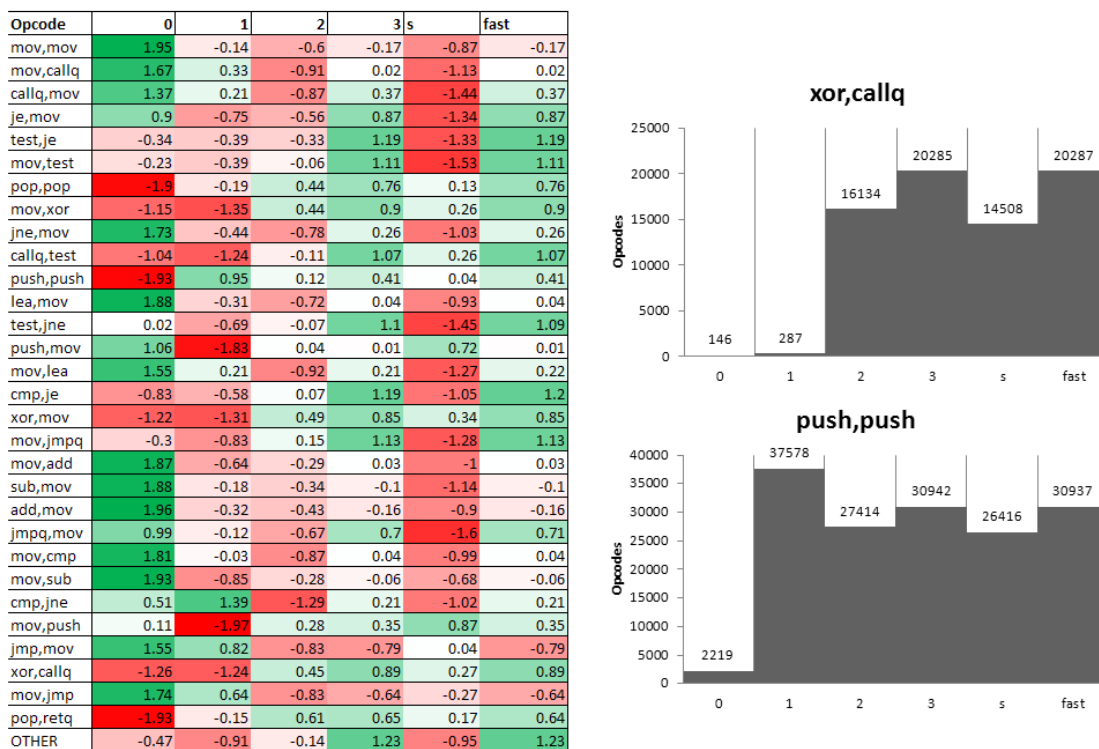 Opcode 0 1 2 3 s fast
mov,mov 1.95 -0.14 -0.6 -0.17 -0.87 -0.17
mov,callq 1.67 0.33 -0.91 0.02 -1.13 0.02
callq,mov 1.37 0.21 -0.87 0.37 -1.44 0.37
je,mov 0.9 -0.75 -0.56 0.87 -1.34 0.87
test,je -0.34 -0.39 -0.33 1.19 -1.33 1.19
mov,test -0.23 -0.39 -0.06 1.11 -1.53 1.11
pop,pop -1.9 -0.19 0.44 0.76 0.13 0.76
mov,xor -1.15 -1.35 0.44 0.9 0.26 0.9
jne,mov 1.73 -0.44 -0.78 0.26 -1.03 0.26
callq,test -1.04 -1.24 -0.11 1.07 0.26 1.07
push,push -1.93 0.95 0.12 0.41 0.04 0.41
lea,mov 1.88 -0.31 -0.72 0.04 -0.93 0.04
test,jne 0.02 -0.69 -0.07 1.1 -1.45 1.09
push,mov 1.06 -1.83 0.04 0.01 0.72 0.01
mov,lea 1.55 0.21 -0.92 0.21 -1.27 0.22
cmp,je -0.83 -0.58 0.07 1.19 -1.05 1.2
xor,mov -1.22 -1.31 0.49 0.85 0.34 0.85
mov,jmpq -0.3 -0.83 0.15 1.13 -1.28 1.13
mov,add 1.87 -0.64 -0.29 0.03 -1 0.03
sub,mov 1.88 -0.18 -0.34 -0.1 -1.14 -0.1
add,mov 1.96 -0.32 -0.43 -0.16 -0.9 -0.16
jmpq,mov 0.99 -0.12 -0.67 0.7 -1.6 0.71
mov,cmp 1.81 -0.03 -0.87 0.04 -0.99 0.04
mov,sub 1.93 -0.85 -0.28 -0.06 -0.68 -0.06
cmp,jne 0.51 1.39 -1.29 0.21 -1.02 0.21
mov,push 0.11 -1.97 0.28 0.35 0.87 0.35
jmp,mov 1.55 0.82 -0.83 -0.79 0.04 -0.79
xor,callq -1.26 -1.24 0.45 0.89 0.27 0.89
mov,jmp 1.74 0.64 -0.83 -0.64 -0.27 -0.64
pop,retq -1.93 -0.15 0.61 0.65 0.17 0.64
OTHER -0.47 -0.91 -0.14 1.23 -0.95 1.23
xor,callq
Opcodes
25000
20000
15000
10000
5000
0
146 287 16134 20285 14508 20287
0 1 2 3 s fast
push,push
Opcodes
40000
35000
30000
25000
20000
15000
10000
5000
0
2219 37578 27414 30942 26416 30937
0 1 2 3 s fast